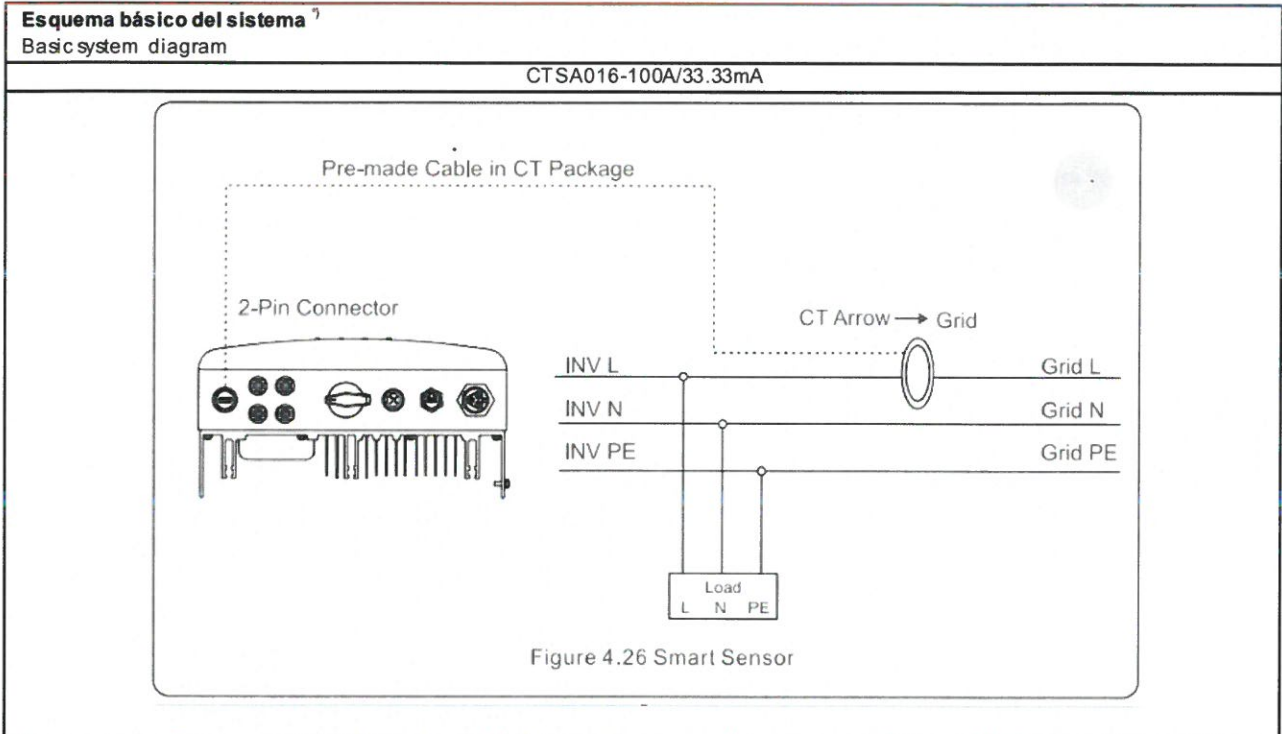 Esquema básico del sistema *)
Basic system diagram
CTSA016-100A/33.33mA
Pre-made Cable in CT Package
2-Pin Connector
CT Arrow → Grid
INV L
Grid L
INV N
Grid N
INV PE
Grid PE
Load
L N PE
Figure 4.26 Smart Sensor